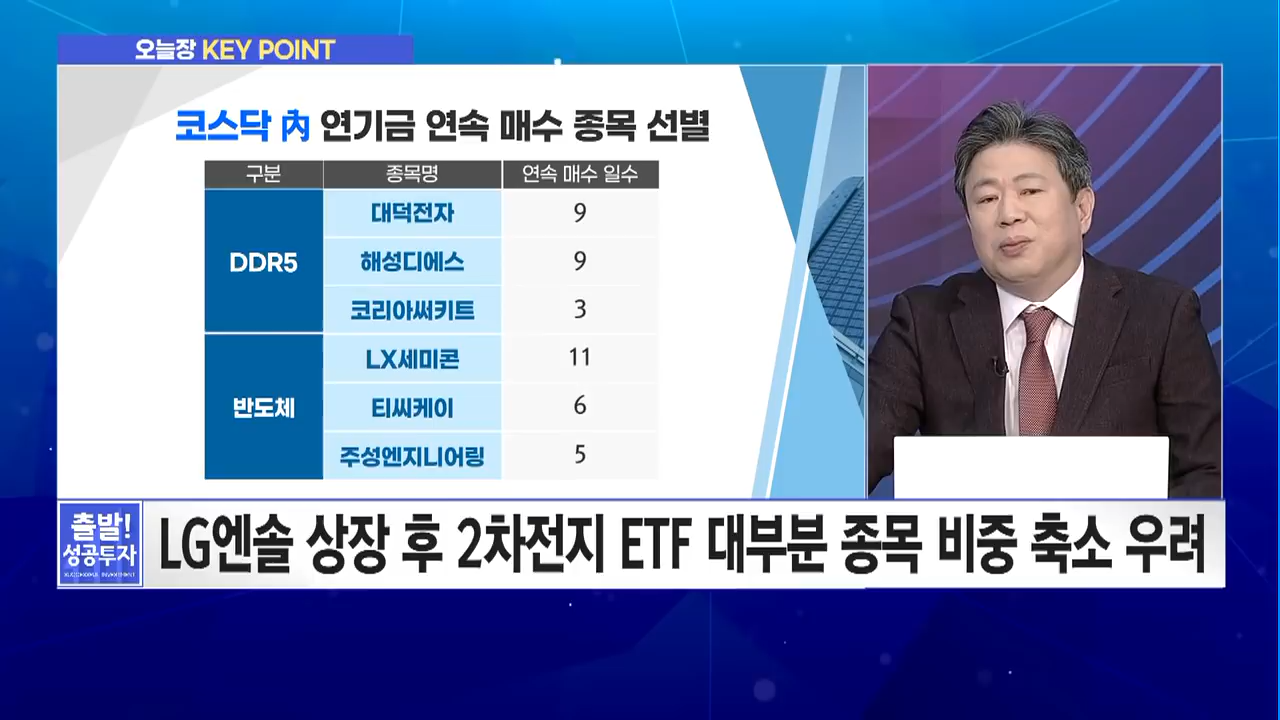 오늘장 KEY POINT
코스닥 內 연기금 연속 매수 종목 선별
구분 종목명 연속 매수 일수
DDR5 대덕전자 9
해성디에스 9
코리아써키트 3
반도체 LX세미콘 11
티씨케이 6
주성엔지니어링 5
출발!
성공투자
SUCCESSFUL INVESTMENT
LG엔솔 상장 후 2차전지 ETF 대부분 종목 비중 축소 우려